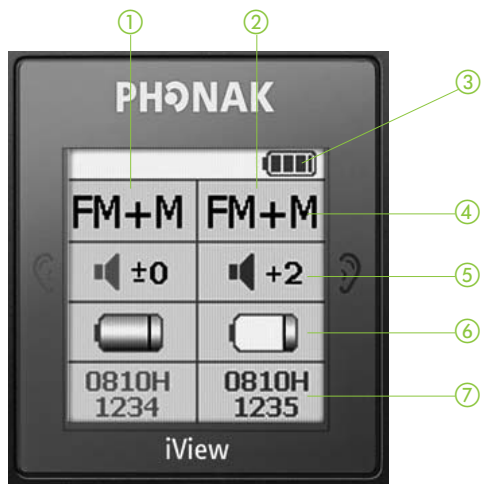 ① ②
PHONAK
③
FM+M FM+M ④
±0 +2 ⑤
⑥
0810H 0810H
1234 1235 ⑦
iView